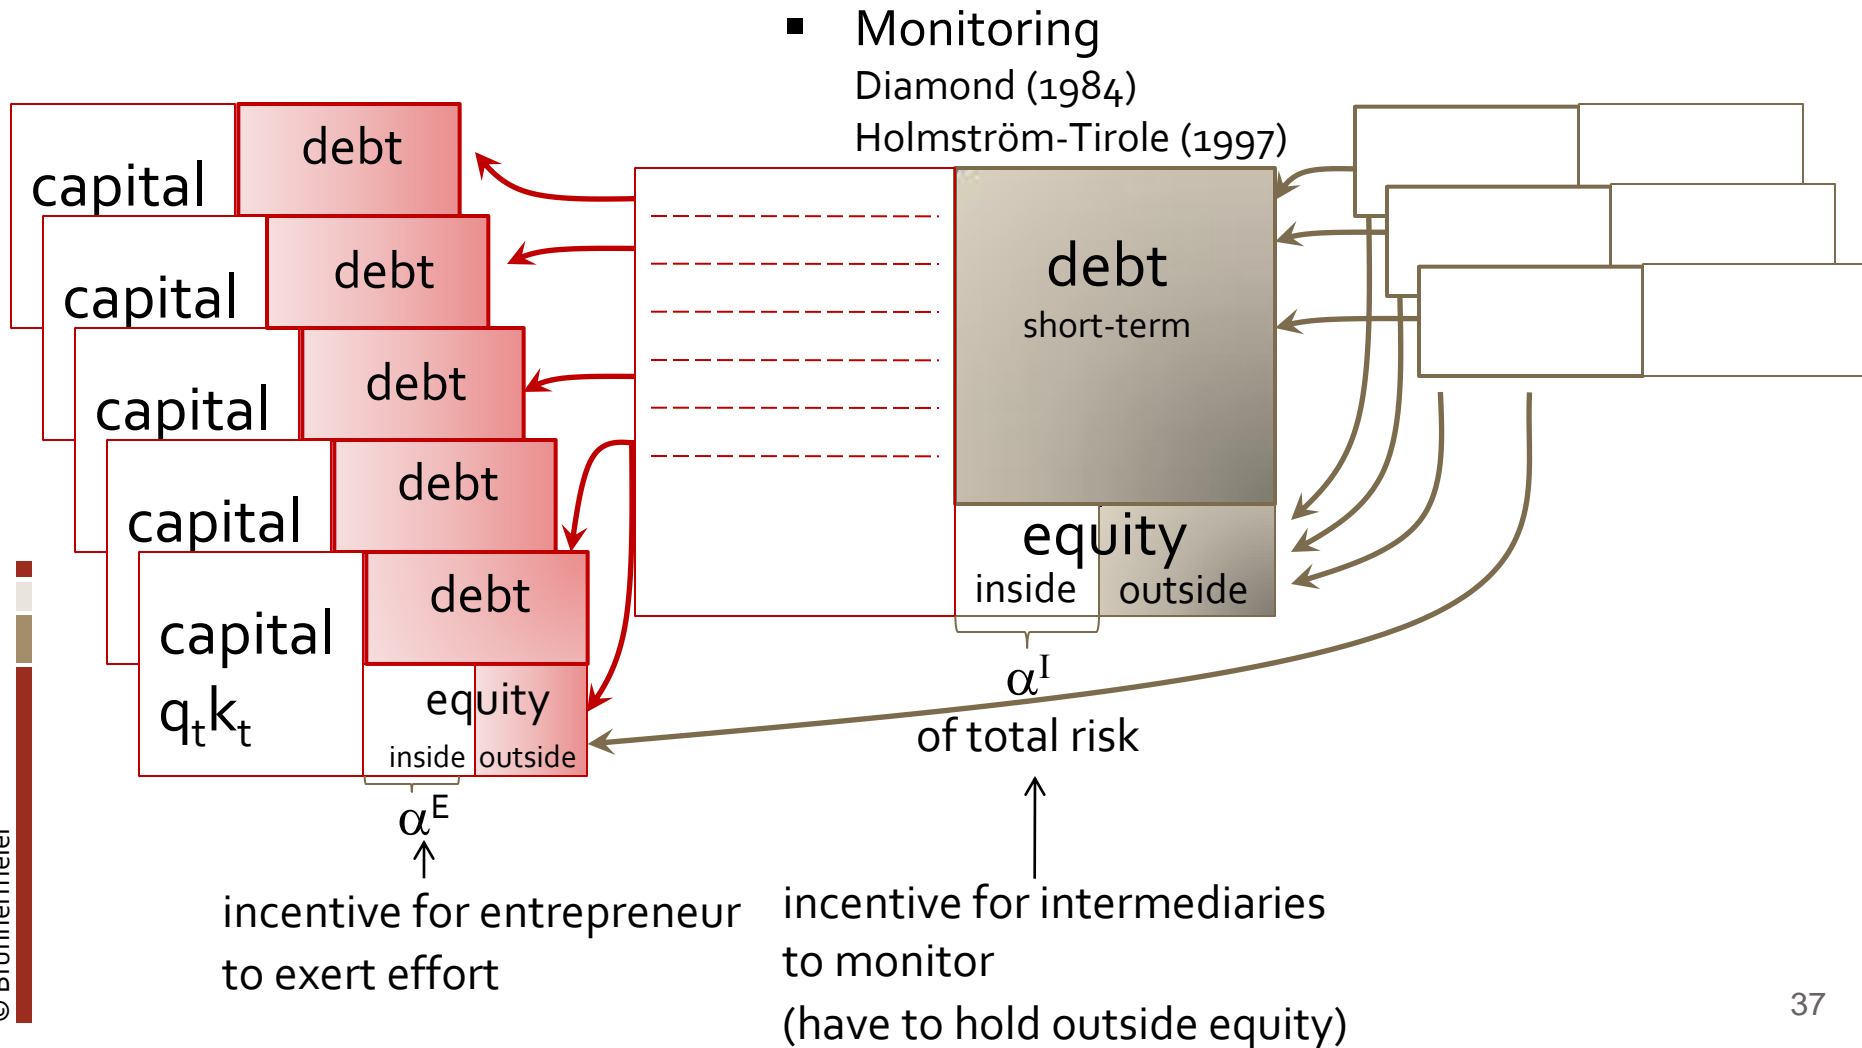 ▪ Monitoring
Diamond (1984)
Holmström-Tirole (1997)
capital
debt
capital
debt
capital
debt
capital
debt
capital
q_t k_t
debt
equity
inside
outside
α^E
incentive for entrepreneur
to exert effort
debt
short-term
equity
inside
outside
α^I
of total risk
incentive for intermediaries
to monitor
(have to hold outside equity)
37